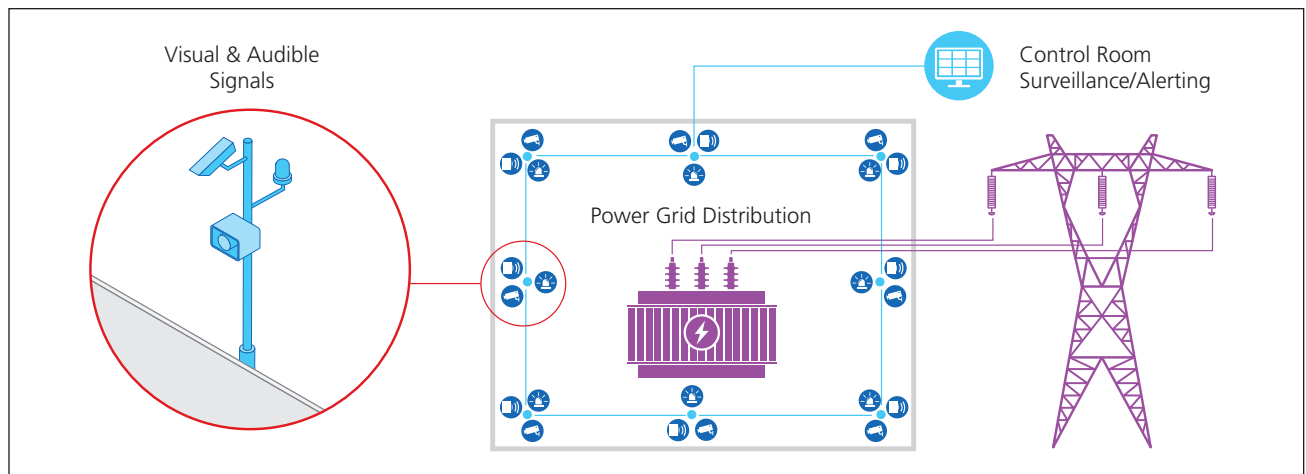 Visual & Audible
Signals
Control Room
Surveillance/Alerting
Power Grid Distribution